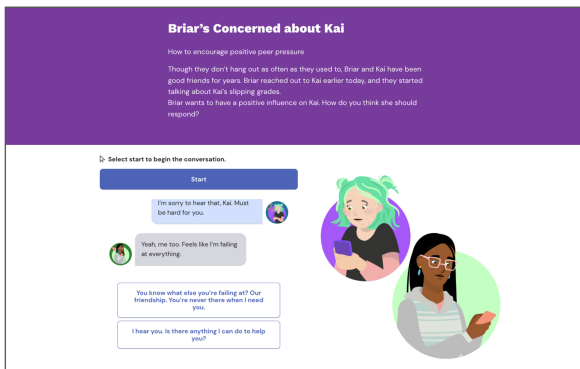 Briar's Concerned about Kai
How to encourage positive peer pressure
Though they don't hang out as often as they used to, Briar and Kai have been
good friends for years. Briar reached out to Kai earlier today, and they started
talking about Kai's slipping grades.
Briar wants to have a positive influence on Kai. How do you think she should
respond?
Select start to begin the conversation.
Start
I'm sorry to hear that, Kai. Must
be hard for you.
Yeah, me too. Feels like I'm failing
at everything.
You know what else you're failing at? Our
friendship. You're never there when I need
you.
I hear you. Is there anything I can do to help
you?